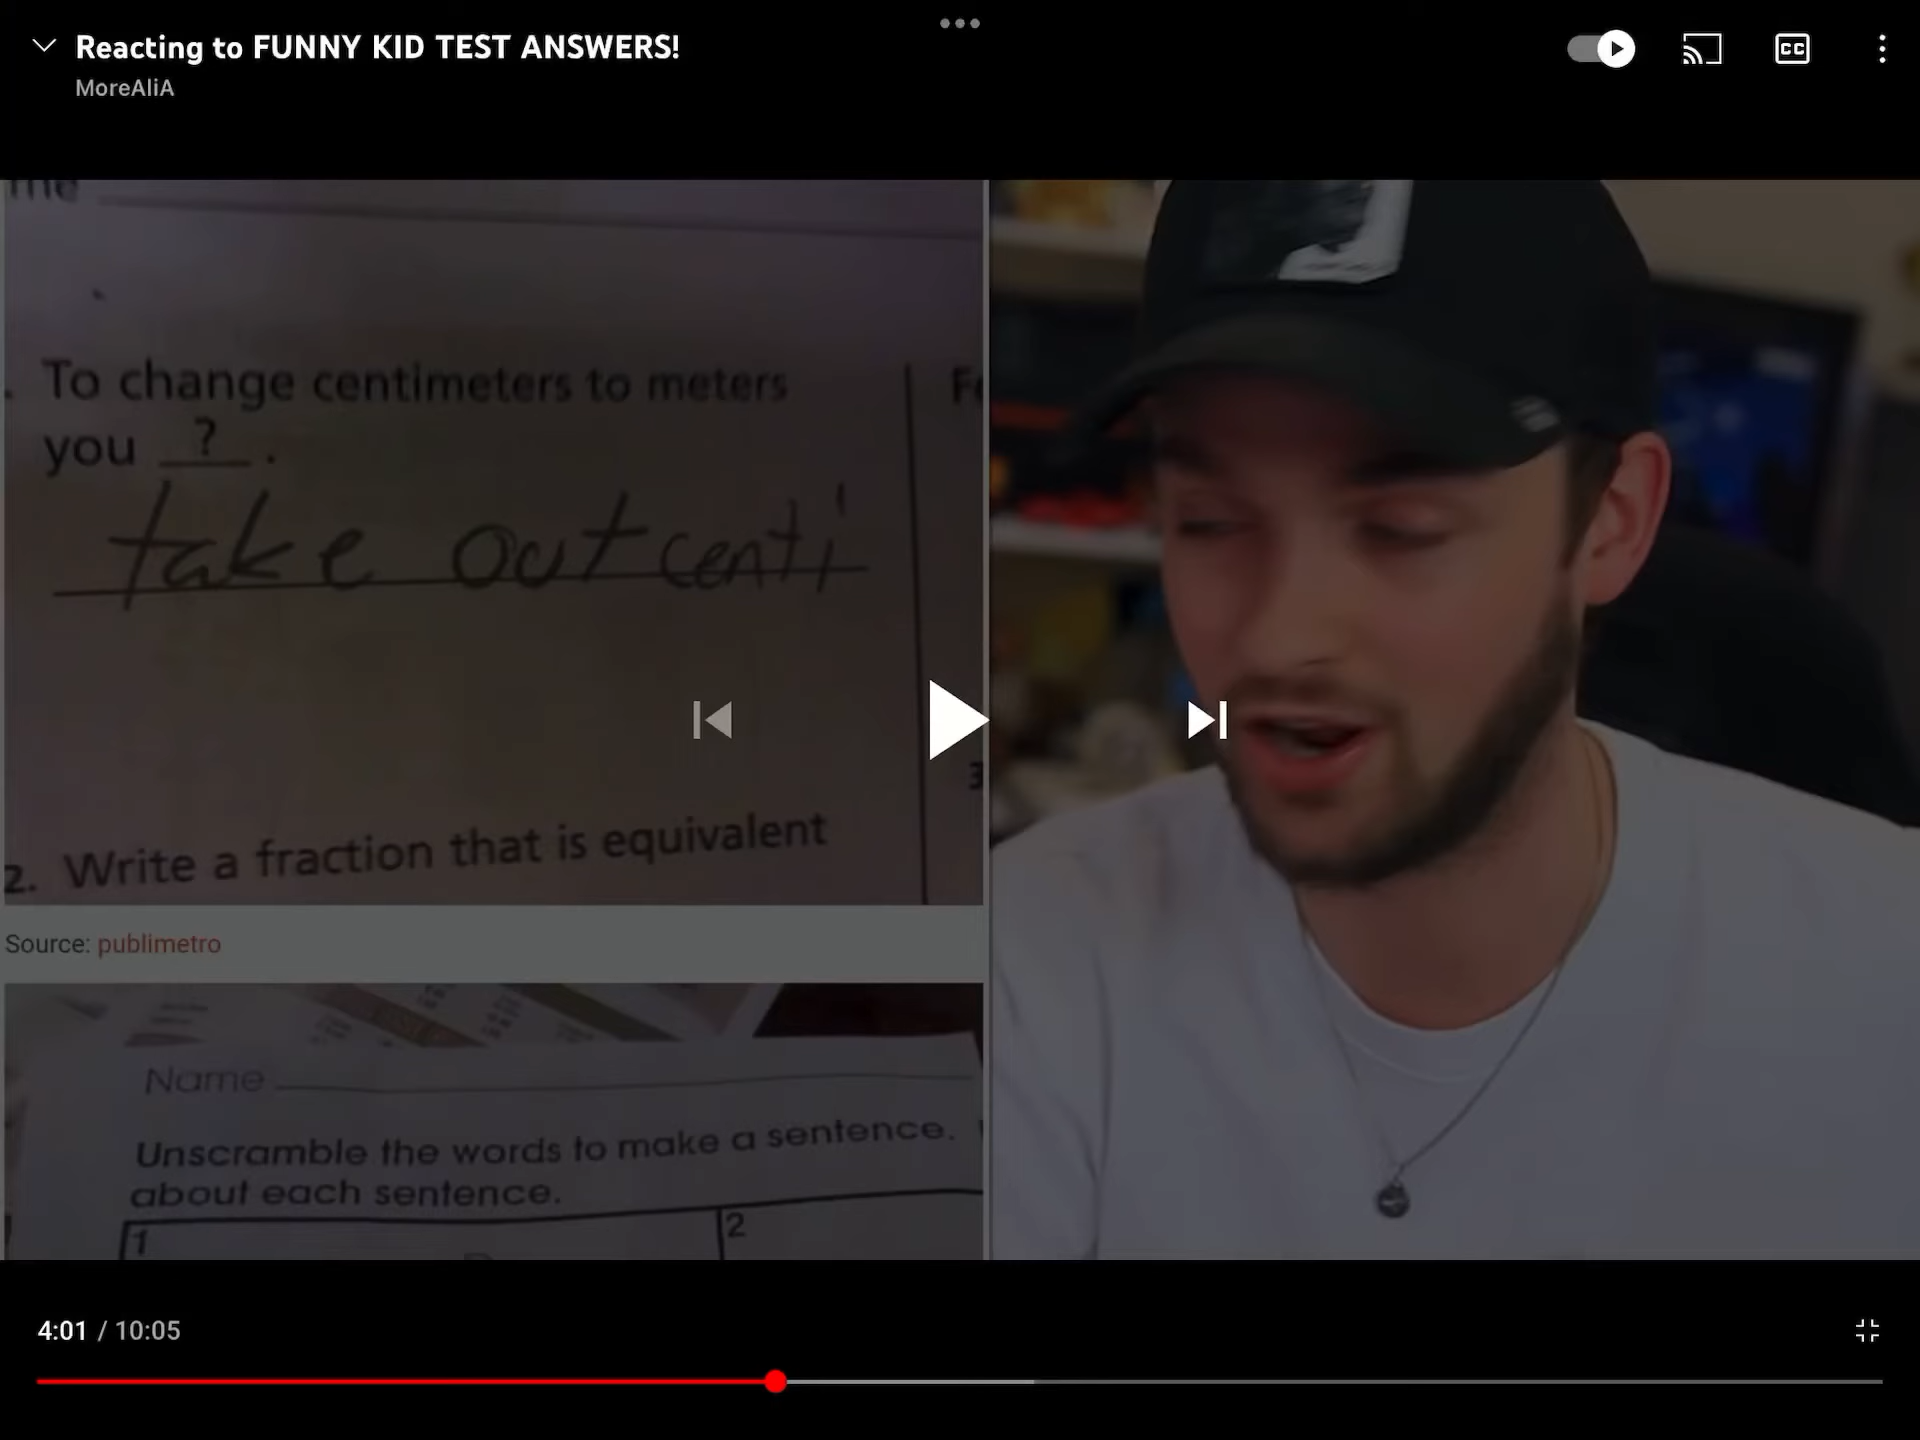 Reacting to FUNNY KID TEST ANSWERS!
MoreAliA
CC
To change centimeters to meters
you ? .
take out centi
2. Write a fraction that is equivalent
Source: publimetro
Name
Unscramble the words to make a sentence.
about each sentence.
1
2
4:01 / 10:05